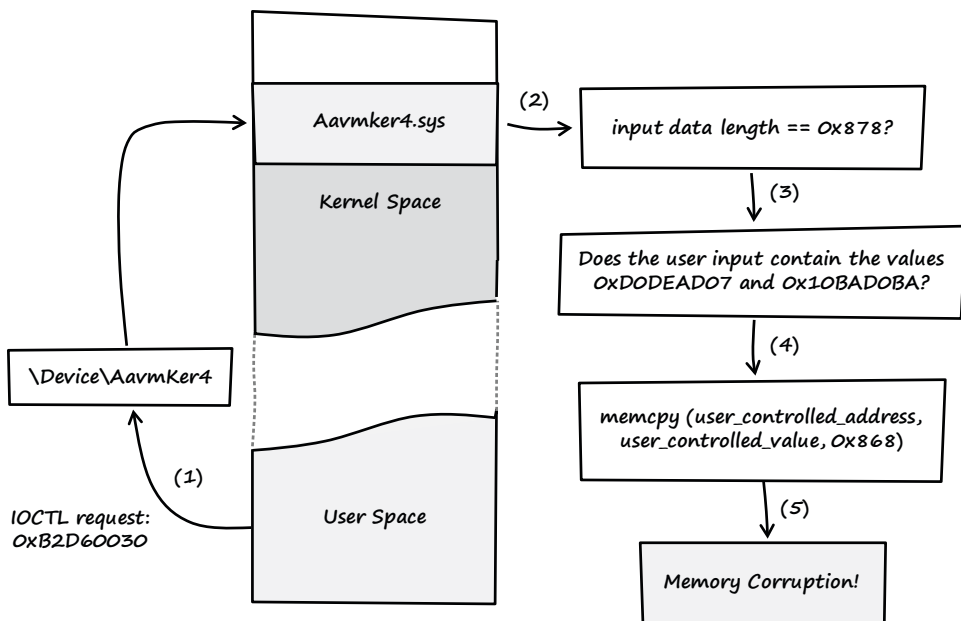 Aavmker4.sys
(2)
input data length == 0x878?
Kernel Space
(3)
Does the user input contain the values
0xD0DEAD07 and 0x10BAD0BA?
(4)
\Device\AavmKer4
memcpy (user_controlled_address,
user_controlled_value, 0x868)
(1)
IOCTL request:
0xB2D60030
User Space
(5)
Memory Corruption!